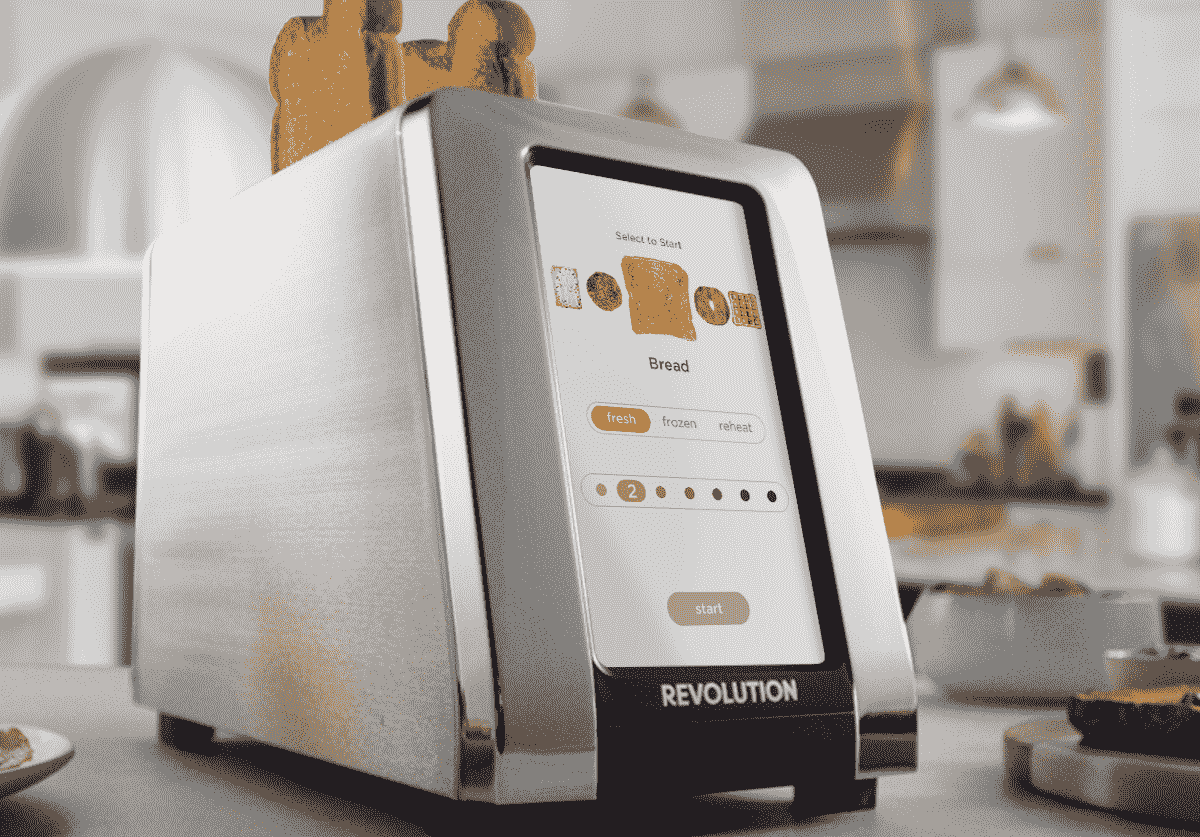 Select to Start
Bread
fresh frozen reheat
2
start
REVOLUTION